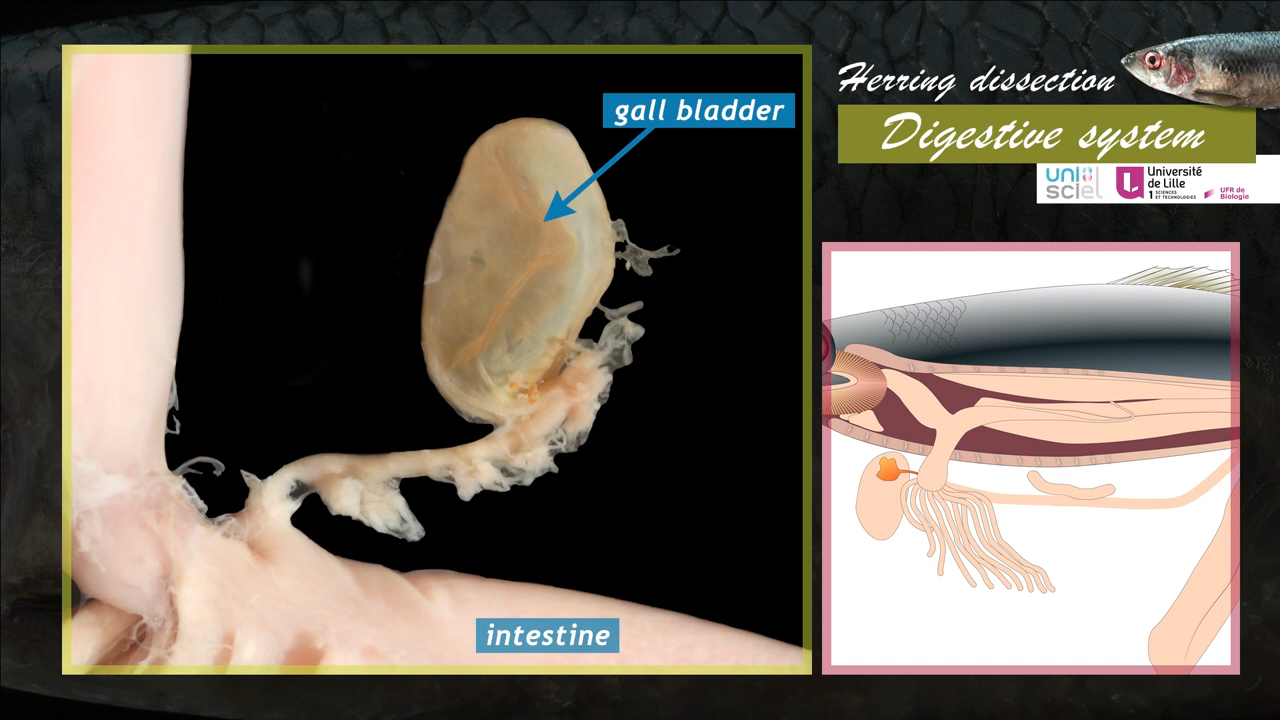 gall bladder
intestine
Herring dissection
Digestive system
uni
sciel
Université
de Lille
1 SCIENCES
ET TECHNOLOGIES
UFR de
Biologie